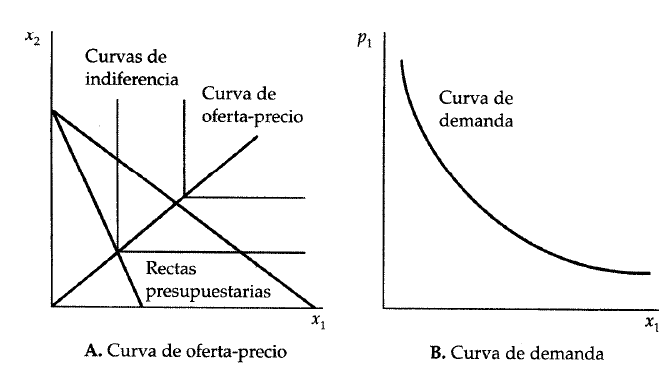 x2
Curvas de
indiferencia
Curva de
oferta-precio
Rectas
presupuestarias
x1
A. Curva de oferta-precio
p1
Curva de
demanda
x1
B. Curva de demanda